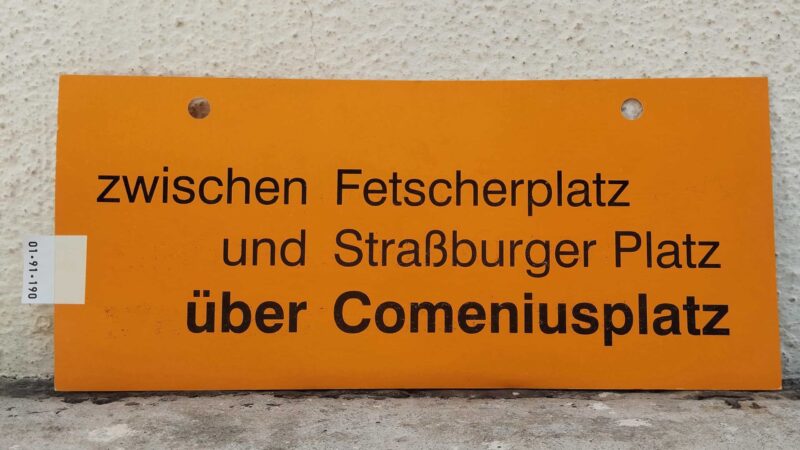 zwischen Fetscherplatz
und Straßburger Platz
über Comeniusplatz
01·91·190